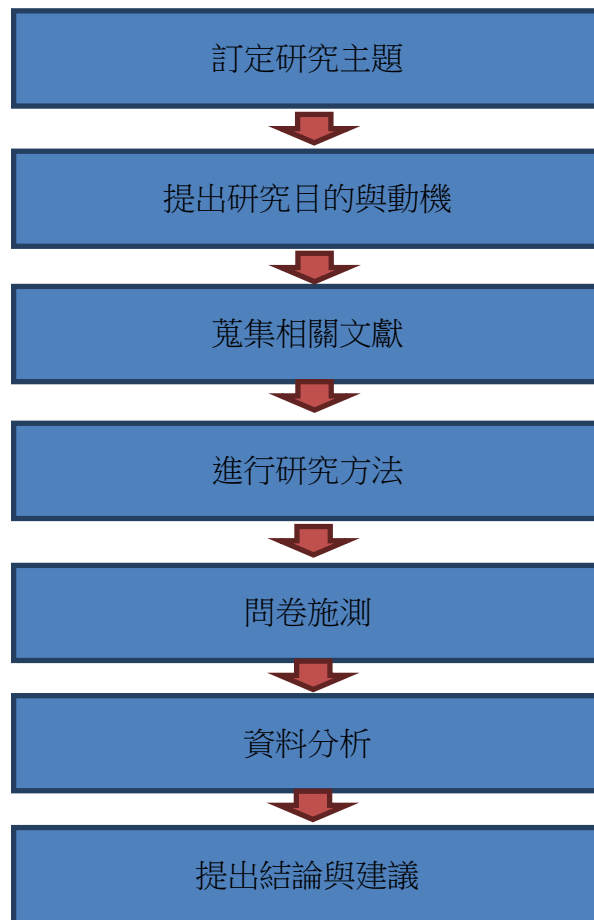 訂定研究主題
提出研究目的與動機
蒐集相關文獻
進行研究方法
問卷施測
資料分析
提出結論與建議